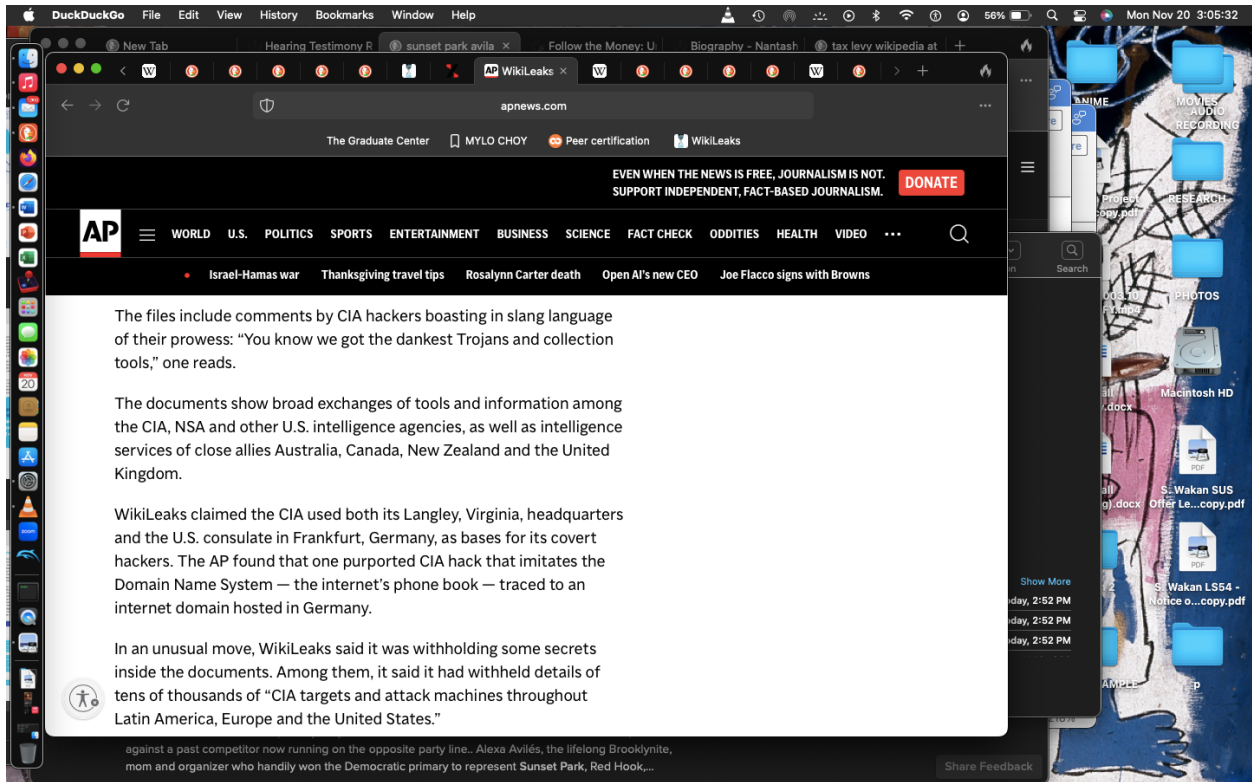 DuckDuckGo File Edit View History Bookmarks Window Help 56% Mon Nov 20 3:05:32
New Tab Hearing Testimony R sunset park avila Follow the Money: U Biography - Nantash tax levy wikipedia at
AP WikiLeaks
apnews.com
The Graduate Center MYLO CHOY Peer certification WikiLeaks
EVEN WHEN THE NEWS IS FREE, JOURNALISM IS NOT.
SUPPORT INDEPENDENT, FACT-BASED JOURNALISM.
DONATE
AP WORLD U.S. POLITICS SPORTS ENTERTAINMENT BUSINESS SCIENCE FACT CHECK ODDITIES HEALTH VIDEO
Israel-Hamas war Thanksgiving travel tips Rosalynn Carter death Open AI's new CEO Joe Flacco signs with Browns
The files include comments by CIA hackers boasting in slang language
of their prowess: “You know we got the dankest Trojans and collection
tools,” one reads.
The documents show broad exchanges of tools and information among
the CIA, NSA and other U.S. intelligence agencies, as well as intelligence
services of close allies Australia, Canada, New Zealand and the United
Kingdom.
WikiLeaks claimed the CIA used both its Langley, Virginia, headquarters
and the U.S. consulate in Frankfurt, Germany, as bases for its covert
hackers. The AP found that one purported CIA hack that imitates the
Domain Name System — the internet’s phone book — traced to an
internet domain hosted in Germany.
In an unusual move, WikiLeaks said it was withholding some secrets
inside the documents. Among them, it said it had withheld details of
tens of thousands of “CIA targets and attack machines throughout
Latin America, Europe and the United States.”
against a past competitor now running on the opposite party line.. Alexa Avilés, the lifelong Brooklynite,
mom and organizer who handily won the Democratic primary to represent Sunset Park, Red Hook,...
Share Feedback
Search
Show More
day, 2:52 PM
day, 2:52 PM
day, 2:52 PM
ANIME
MOVIES
AUDIO
RECORDING
Project
copy.pdf
RESEARCH
PHOTOS
Macintosh HD
.docx
PDF
S. Wakan SUS
Offer Le...copy.pdf
g).docx
PDF
S. Wakan LS54 -
Notice o...copy.pdf
p
NOV
20
zoom